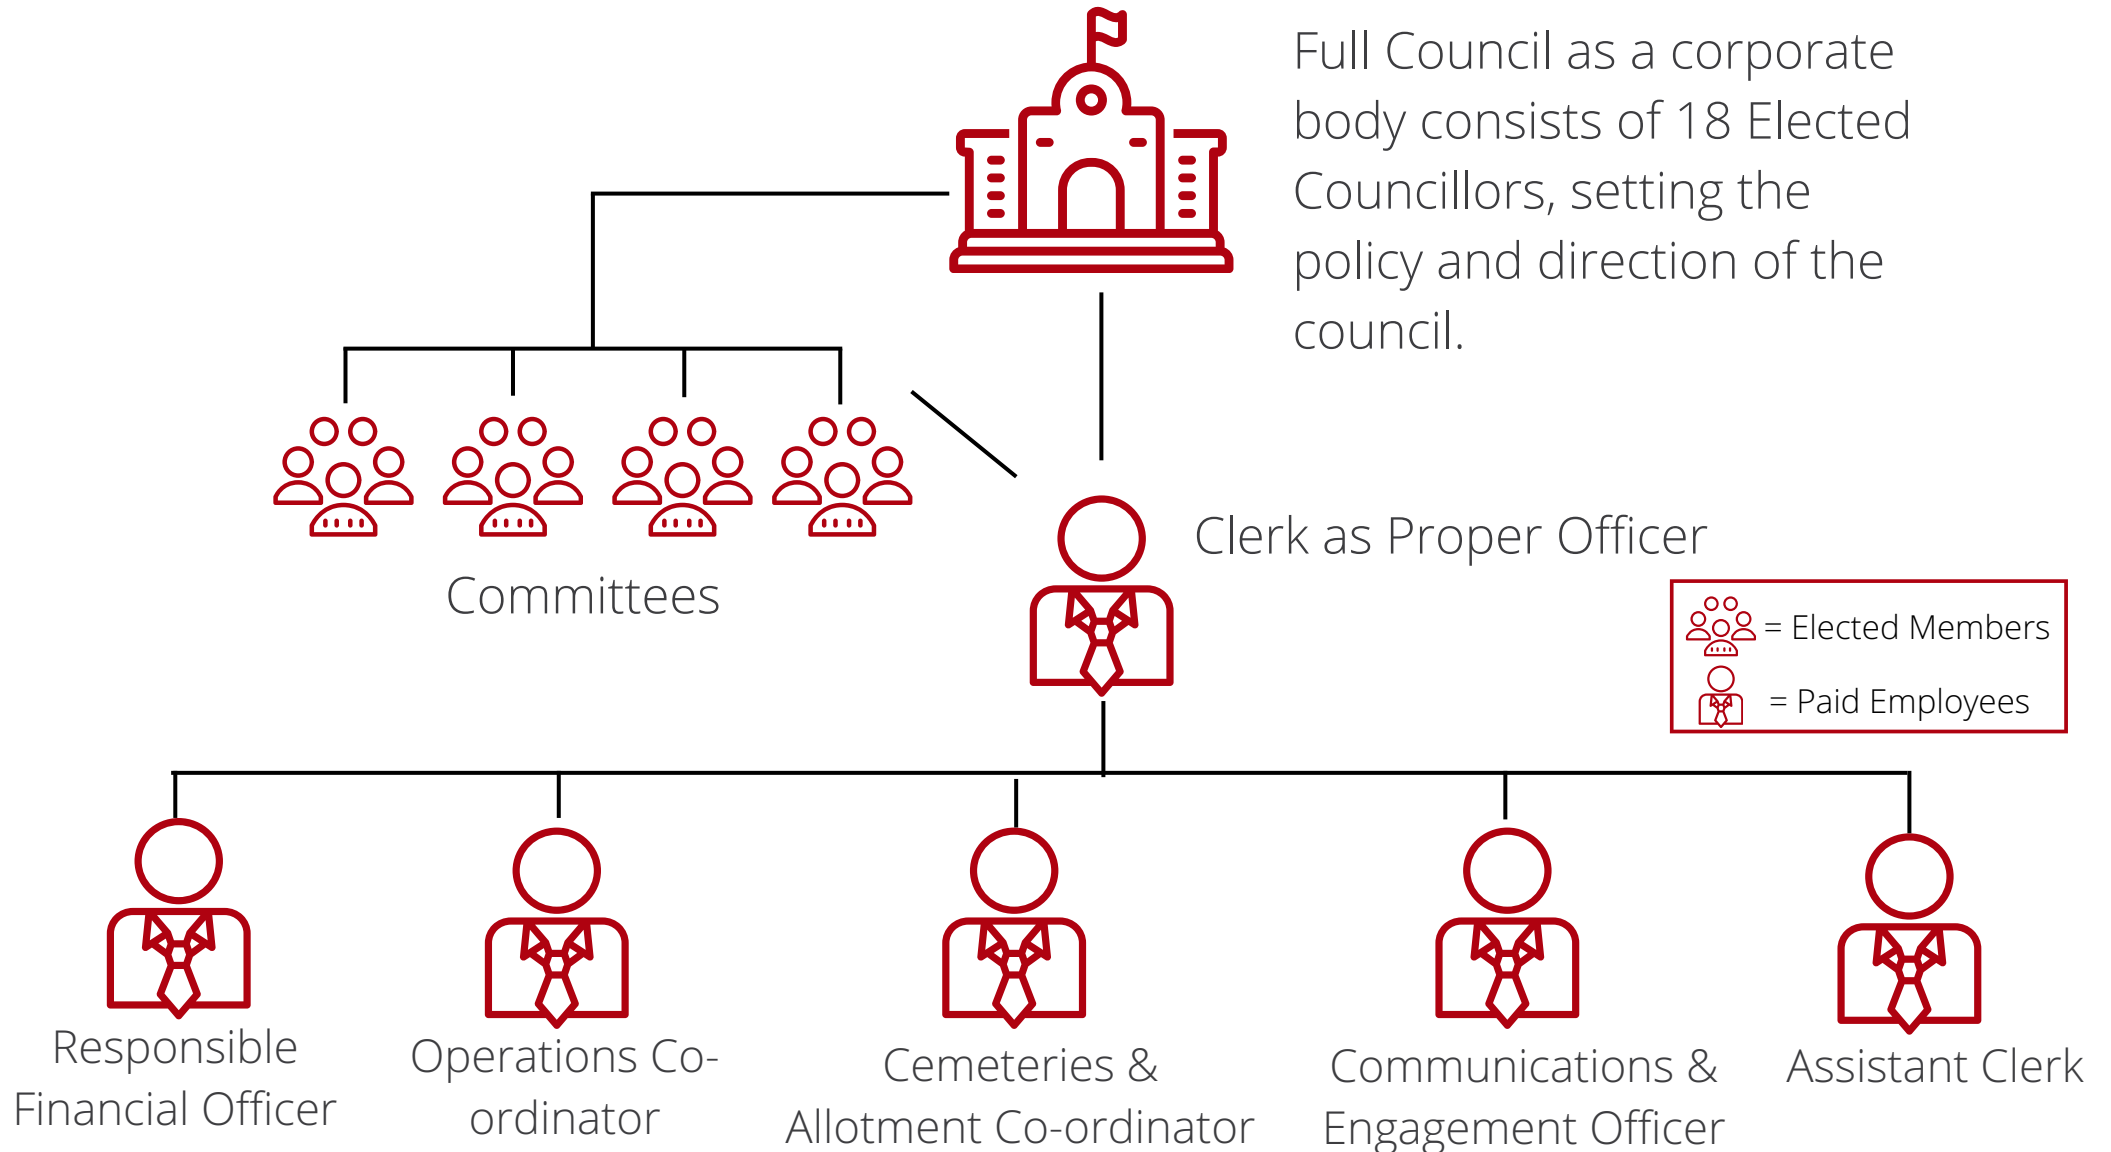 Full Council as a corporate
body consists of 18 Elected
Councillors, setting the
policy and direction of the
council.
Committees
Clerk as Proper Officer
= Elected Members
= Paid Employees
Responsible
Financial Officer
Operations Co-
ordinator
Cemeteries &
Allotment Co-ordinator
Communications &
Engagement Officer
Assistant Clerk